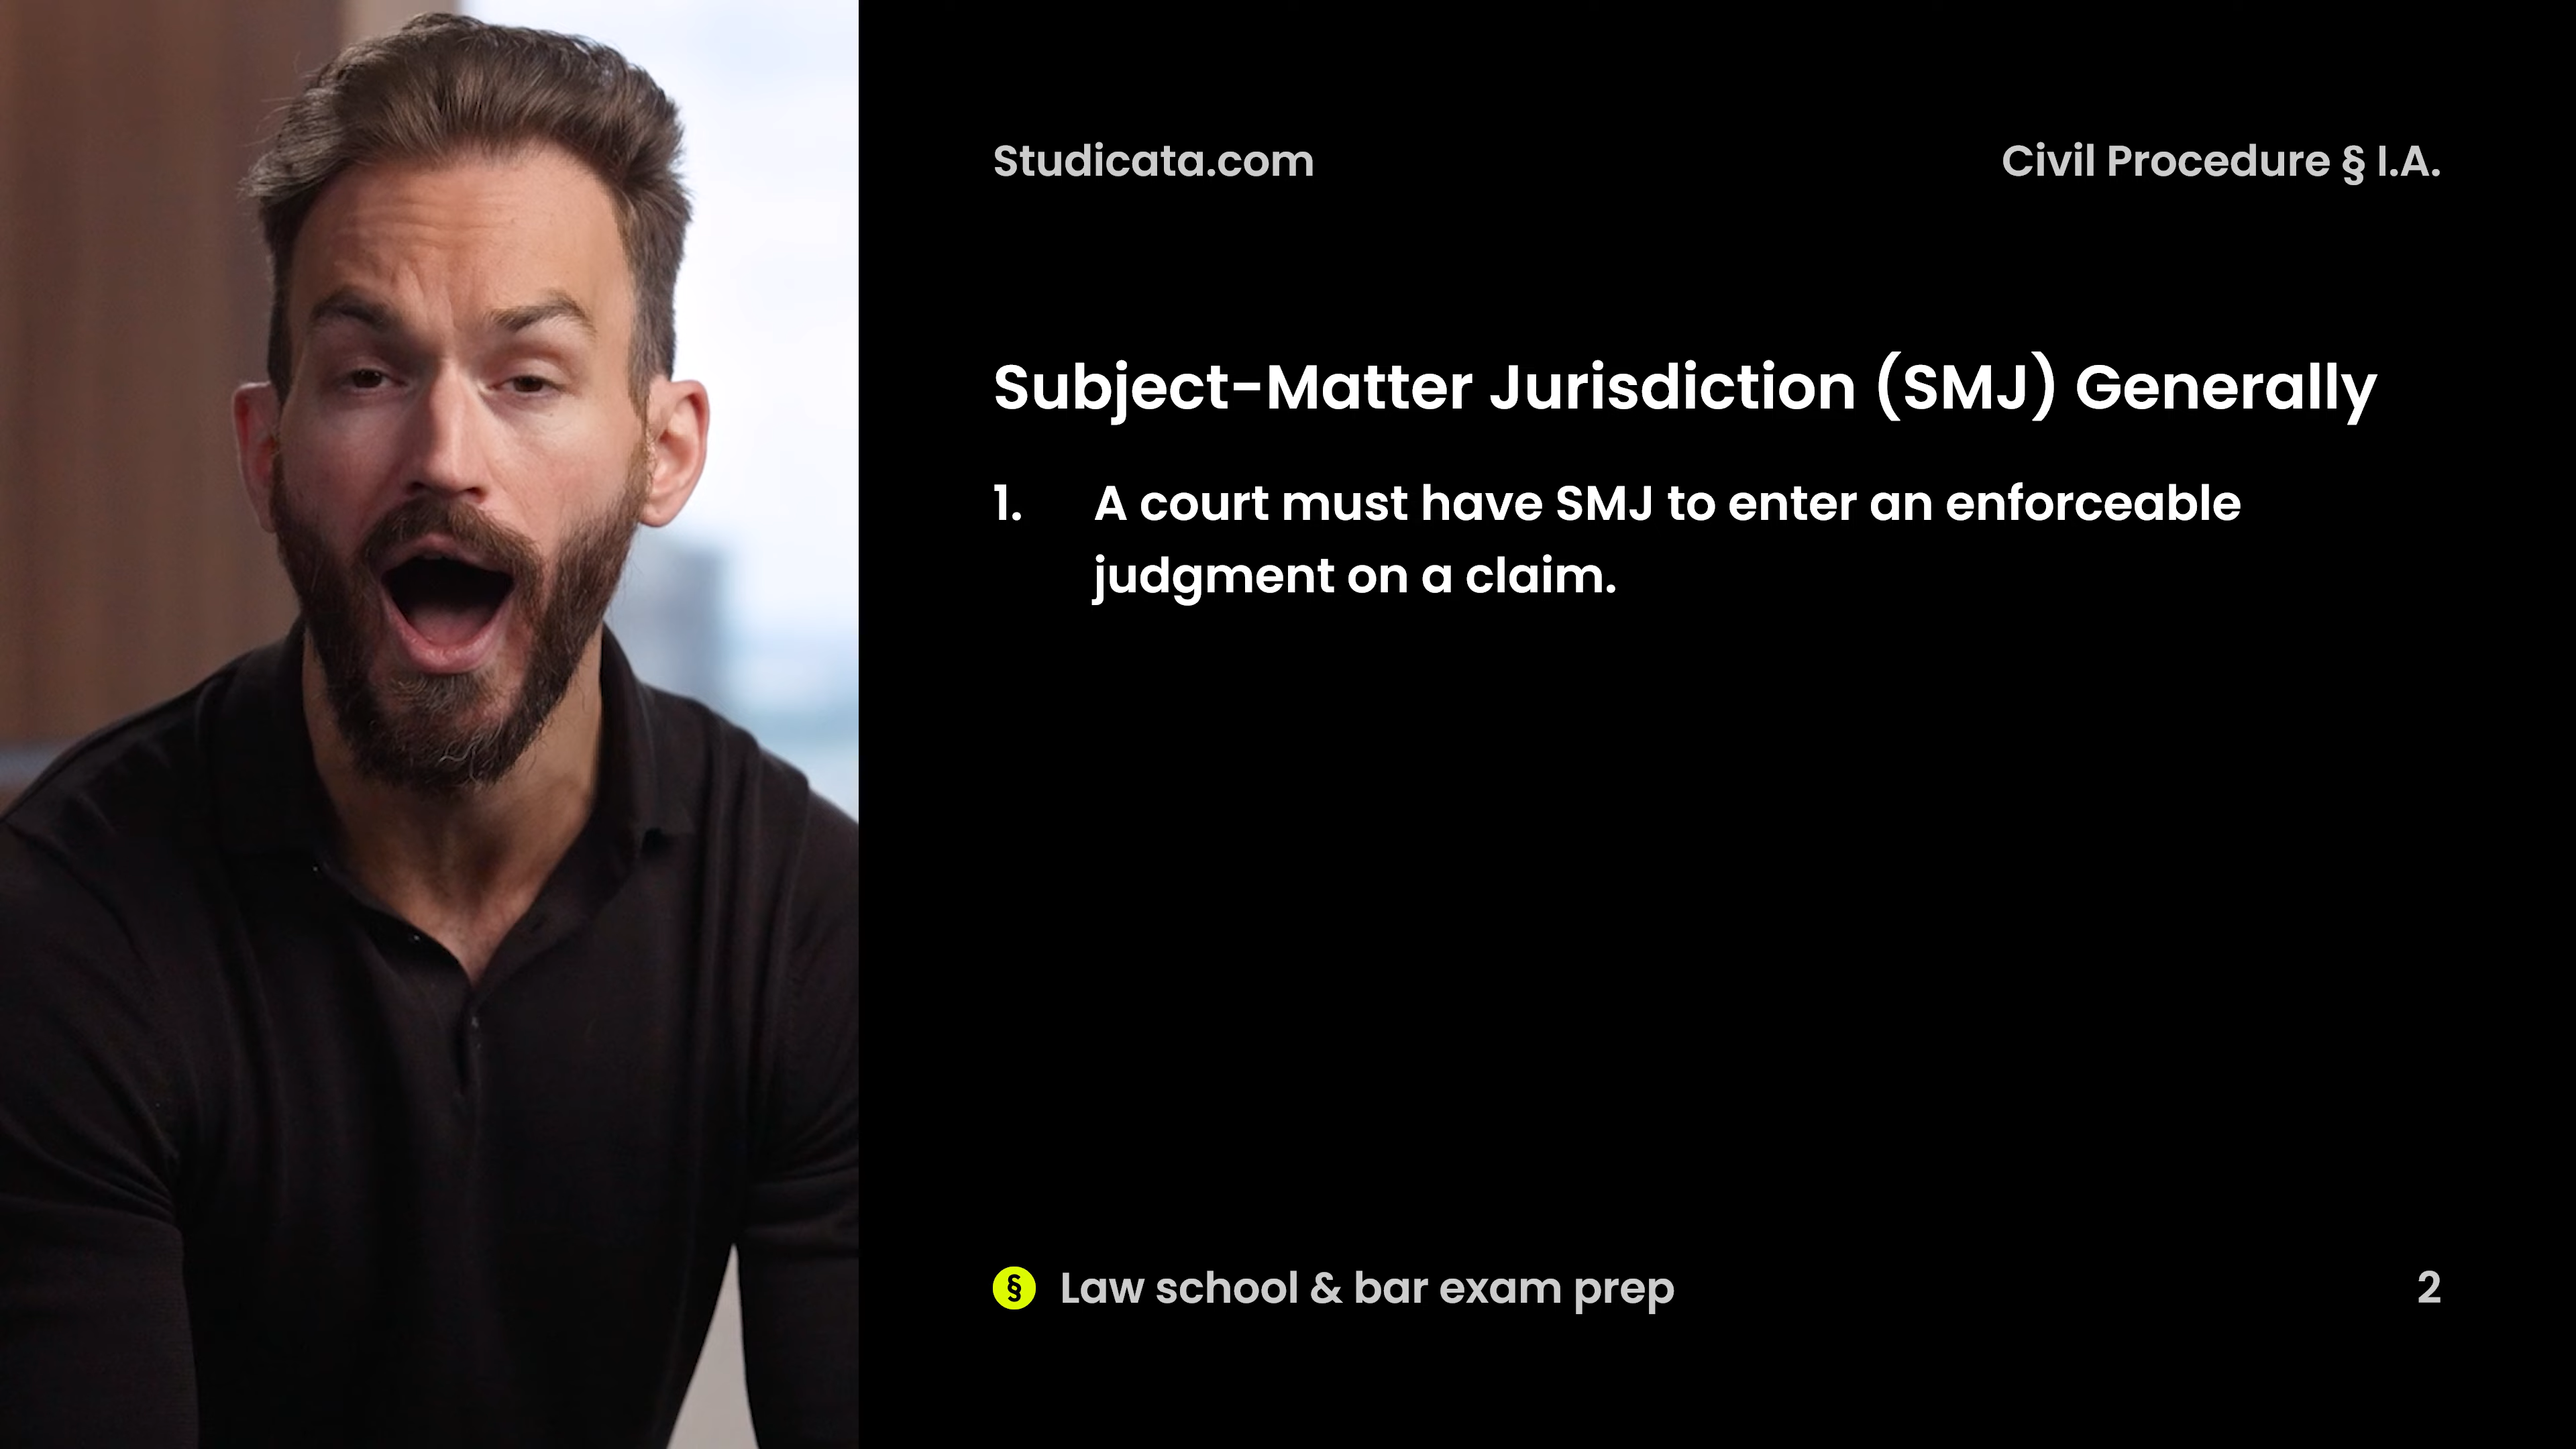 Studicata.com
Civil Procedure § I.A.
Subject-Matter Jurisdiction (SMJ) Generally
1. A court must have SMJ to enter an enforceable
judgment on a claim.
§ Law school & bar exam prep
2